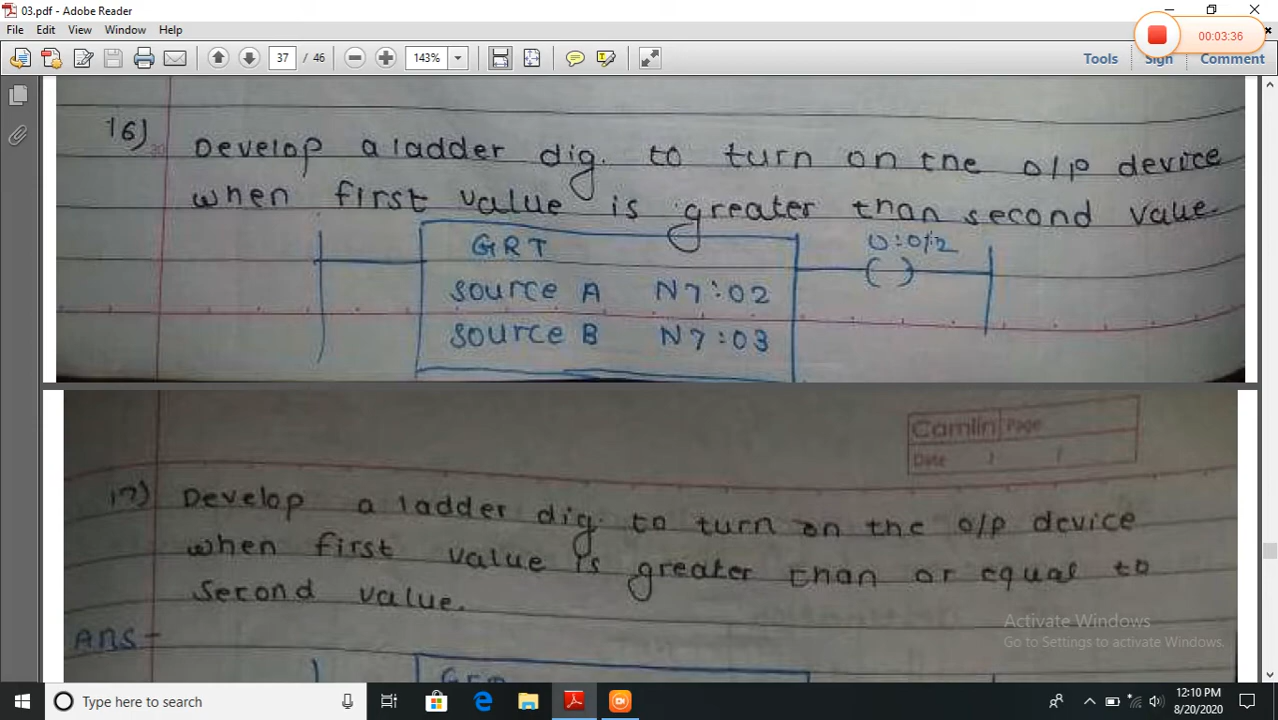 03.pdf - Adobe Reader
File Edit View Window Help
00:03:36
37 / 46 143% Tools Sign Comment
16) Develop a ladder dig. to turn on the o/p device
when first value is greater than second value.
GRT
Source A N7:02
Source B N7:03
O:0/2
Camlin Page
Date / /
17) Develop a ladder dig. to turn on the o/p device
when first value is greater than or equal to
second value.
Ans -
Activate Windows
Go to Settings to activate Windows.
Type here to search
12:10 PM
8/20/2020